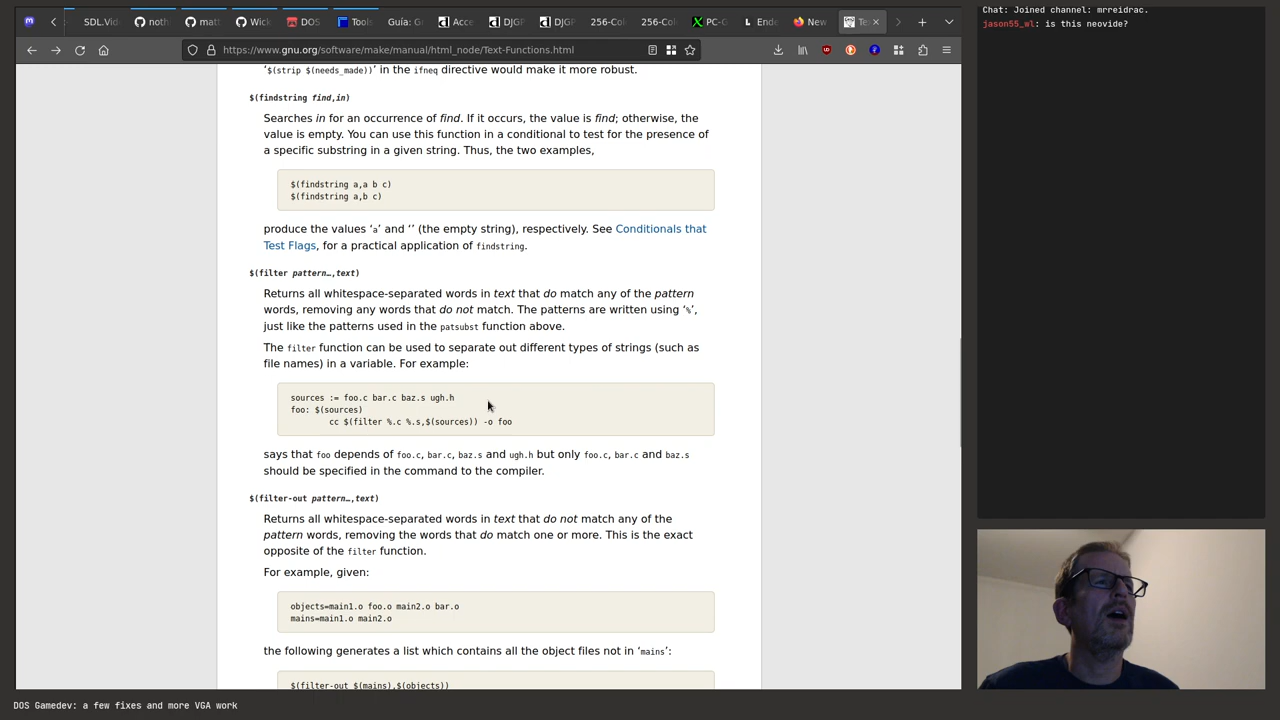 SDL.Vide
noth
matt
Wick
DOS
Tools
Guía: G
Acce
DJGP
DJGP
256-Col
256-Col
PC-G
Ende
New
Te
https://www.gnu.org/software/make/manual/html_node/Text-Functions.html
‘$(strip $(needs_made))’ in the ifneq directive would make it more robust.
$(findstring find,in)
Searches in for an occurrence of find. If it occurs, the value is find; otherwise, the
value is empty. You can use this function in a conditional to test for the presence of
a specific substring in a given string. Thus, the two examples,
$(findstring a,a b c)
$(findstring a,b c)
produce the values ‘a’ and ‘’ (the empty string), respectively. See Conditionals that
Test Flags, for a practical application of findstring.
$(filter pattern…,text)
Returns all whitespace-separated words in text that do match any of the pattern
words, removing any words that do not match. The patterns are written using ‘%’,
just like the patterns used in the patsubst function above.
The filter function can be used to separate out different types of strings (such as
file names) in a variable. For example:
sources := foo.c bar.c baz.s ugh.h
foo: $(sources)
cc $(filter %.c %.s,$(sources)) -o foo
says that foo depends of foo.c, bar.c, baz.s and ugh.h but only foo.c, bar.c and baz.s
should be specified in the command to the compiler.
$(filter-out pattern…,text)
Returns all whitespace-separated words in text that do not match any of the
pattern words, removing the words that do match one or more. This is the exact
opposite of the filter function.
For example, given:
objects=main1.o foo.o main2.o bar.o
mains=main1.o main2.o
the following generates a list which contains all the object files not in ‘mains’:
$(filter-out $(mains),$(objects))
Chat: Joined channel: mrreidrac.
jason55_wl: is this neovide?
DOS Gamedev: a few fixes and more VGA work